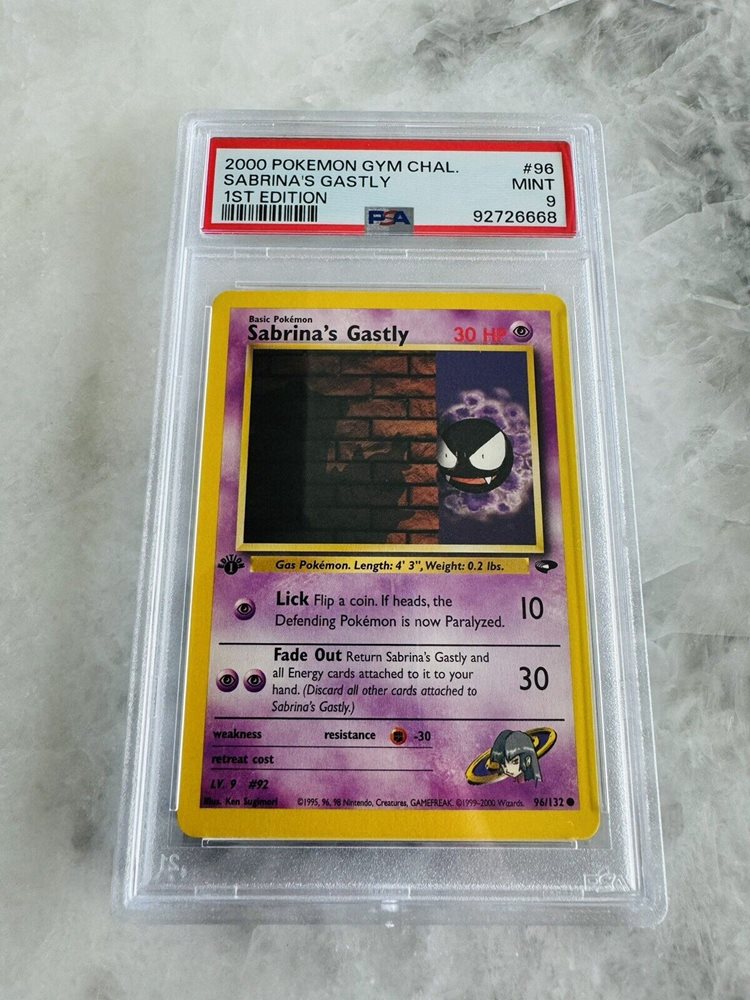 2000 POKEMON GYM CHAL. #96
SABRINA'S GASTLY MINT
1ST EDITION 9
PSA 92726668
Basic Pokémon
Sabrina's Gastly 30 HP
EDITION 1
Gas Pokémon. Length: 4' 3", Weight: 0.2 lbs.
Lick Flip a coin. If heads, the
Defending Pokémon is now Paralyzed. 10
Fade Out Return Sabrina's Gastly and
all Energy cards attached to it to your
hand. (Discard all other cards attached to
Sabrina's Gastly.) 30
weakness resistance -30
retreat cost
LV. 9 #92
Illus. Ken Sugimori ©1995, 96, 98 Nintendo, Creatures, GAMEFREAK. ©1999-2000 Wizards. 96/132
PSA